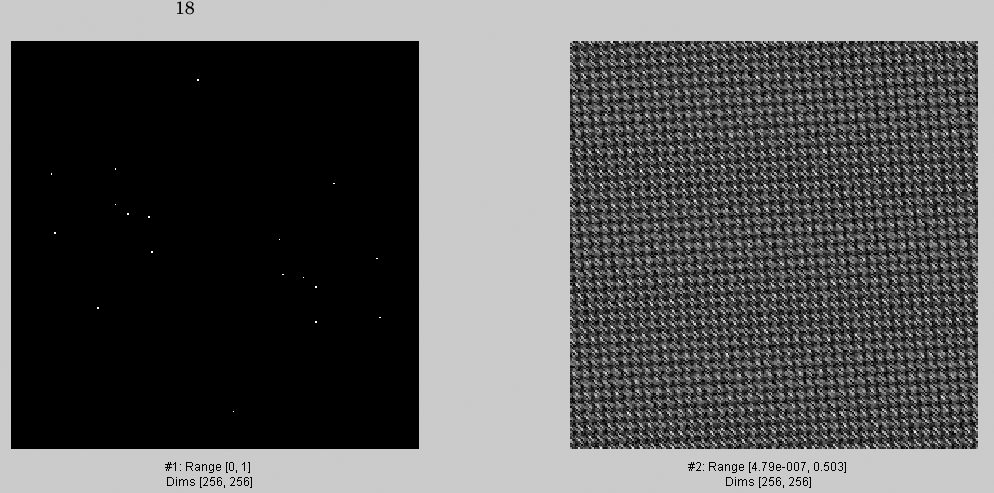 18
#1: Range [0, 1]
Dims [256, 256]
#2: Range [4.79e-007, 0.503]
Dims [256, 256]